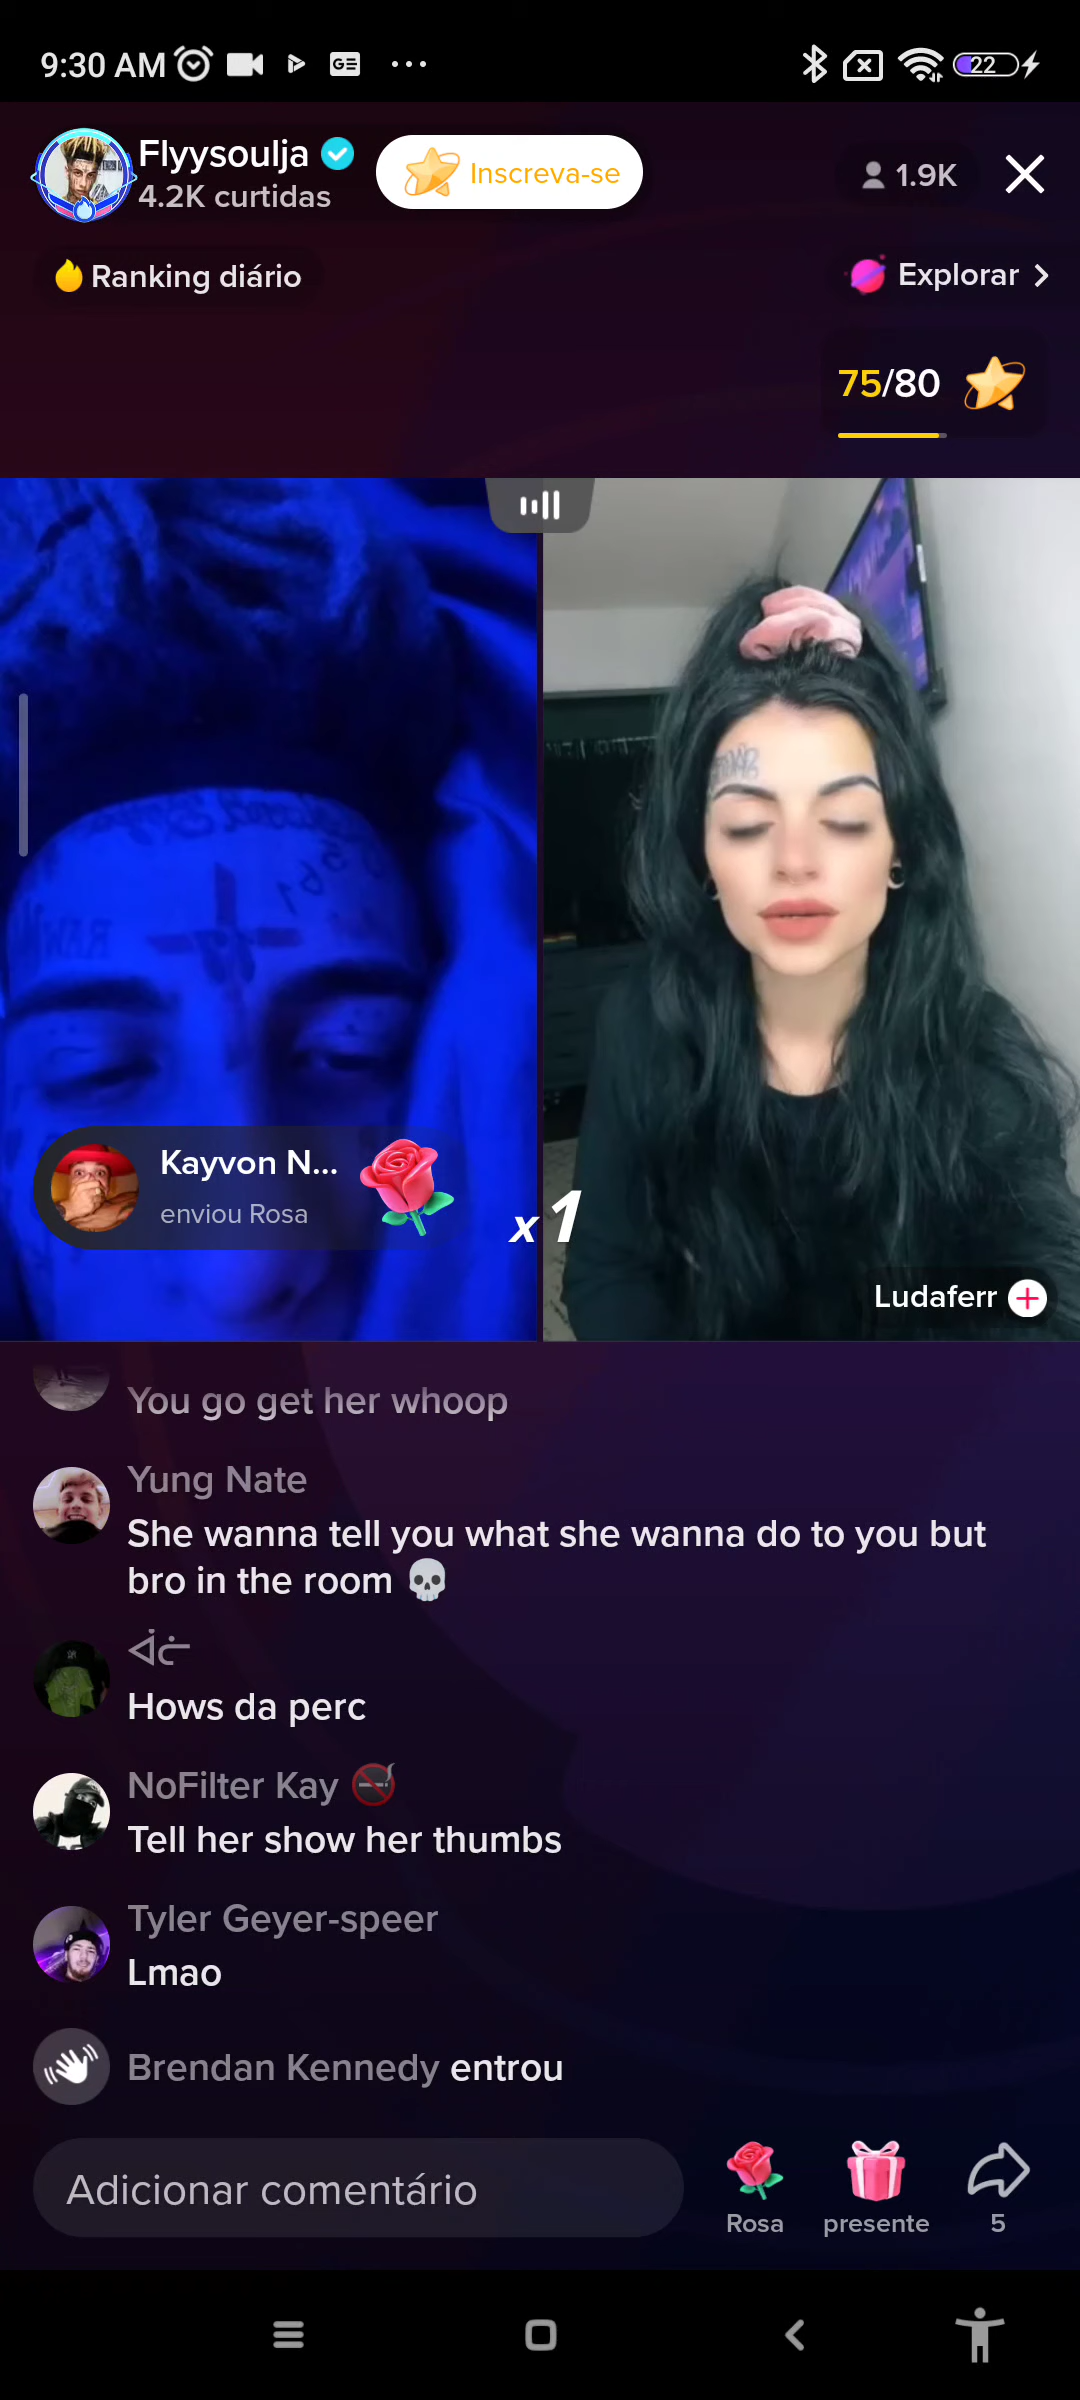 9:30 AM
GE
22
Flyysoulja
4.2K curtidas
Inscreva-se
1.9K
Ranking diário
Explorar
75/80
Kayvon N...
enviou Rosa
x1
Ludaferr
You go get her whoop
Yung Nate
She wanna tell you what she wanna do to you but
bro in the room 💀
Hows da perc
NoFilter Kay 🚭
Tell her show her thumbs
Tyler Geyer-speer
Lmao
Brendan Kennedy entrou
Adicionar comentário
Rosa
presente
5